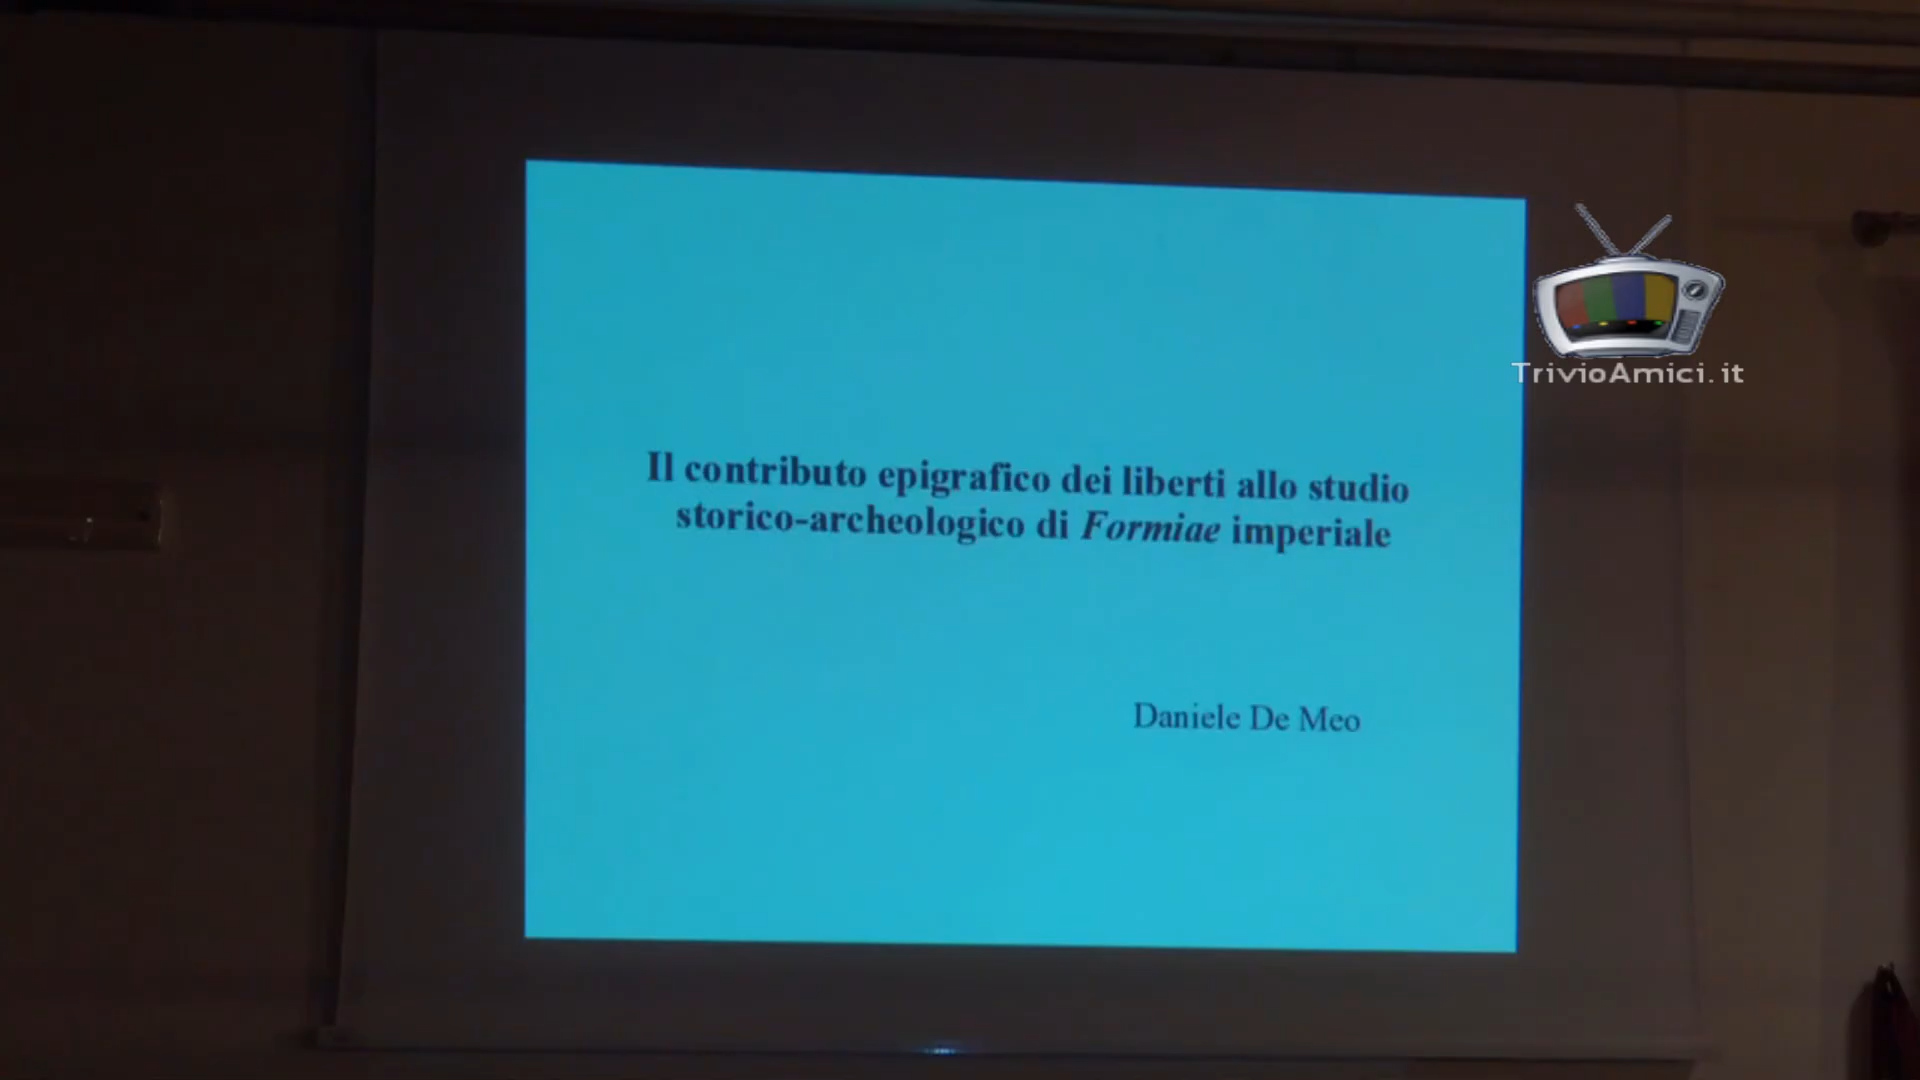 TrivioAmici.it
Il contributo epigrafico dei liberti allo studio
storico-archeologico di Formiae imperiale
Daniele De Meo